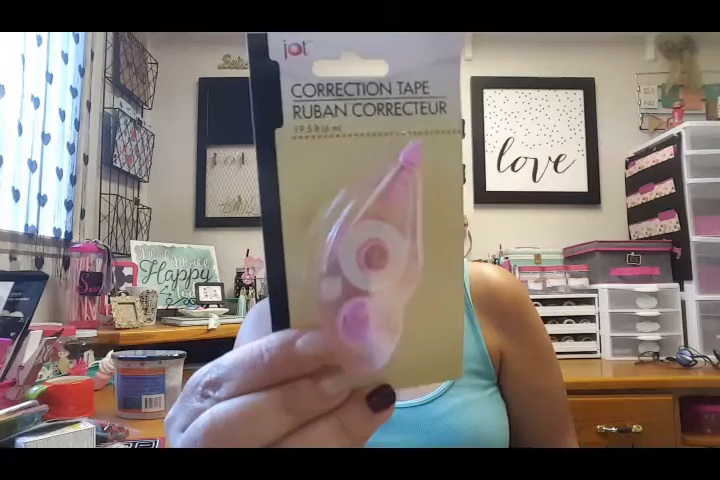 jot
CORRECTION TAPE
RUBAN CORRECTEUR
19.5 ft (6 m)
love
Happy